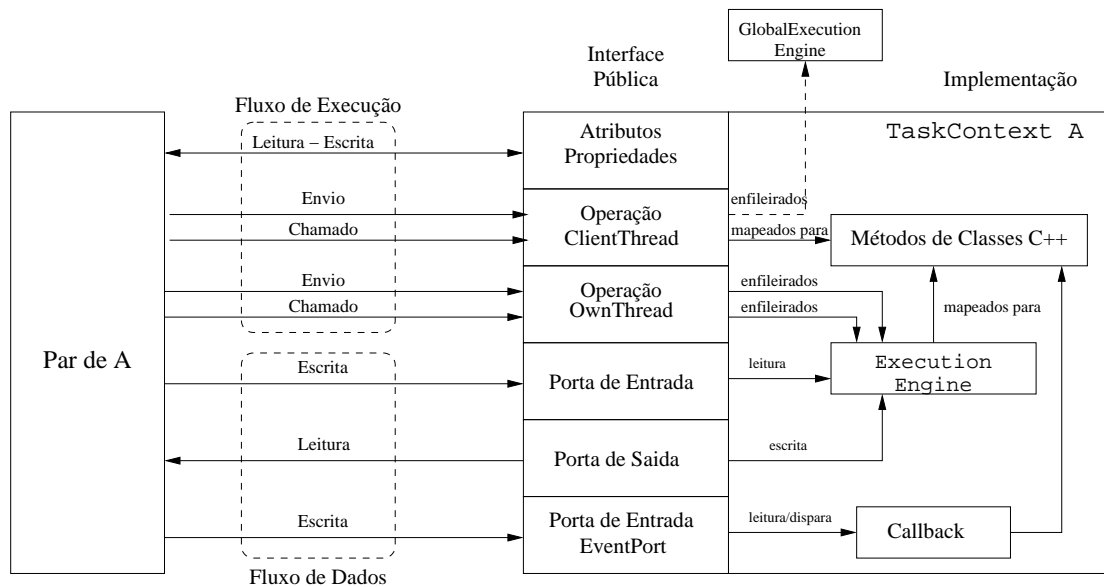 GlobalExecution
Engine
Interface
Pública
Implementação
Fluxo de Execução
TaskContext A
Atributos
Propriedades
Leitura – Escrita
Envio
Chamado
Operação
ClientThread
enfileirados
mapeados para
Métodos de Classes C++
Envio
Chamado
Operação
OwnThread
enfileirados
enfileirados
mapeados para
Par de A
Escrita
Porta de Entrada
leitura
Execution
Engine
Leitura
Porta de Saida
escrita
Escrita
Porta de Entrada
EventPort
leitura/dispara
Callback
Fluxo de Dados